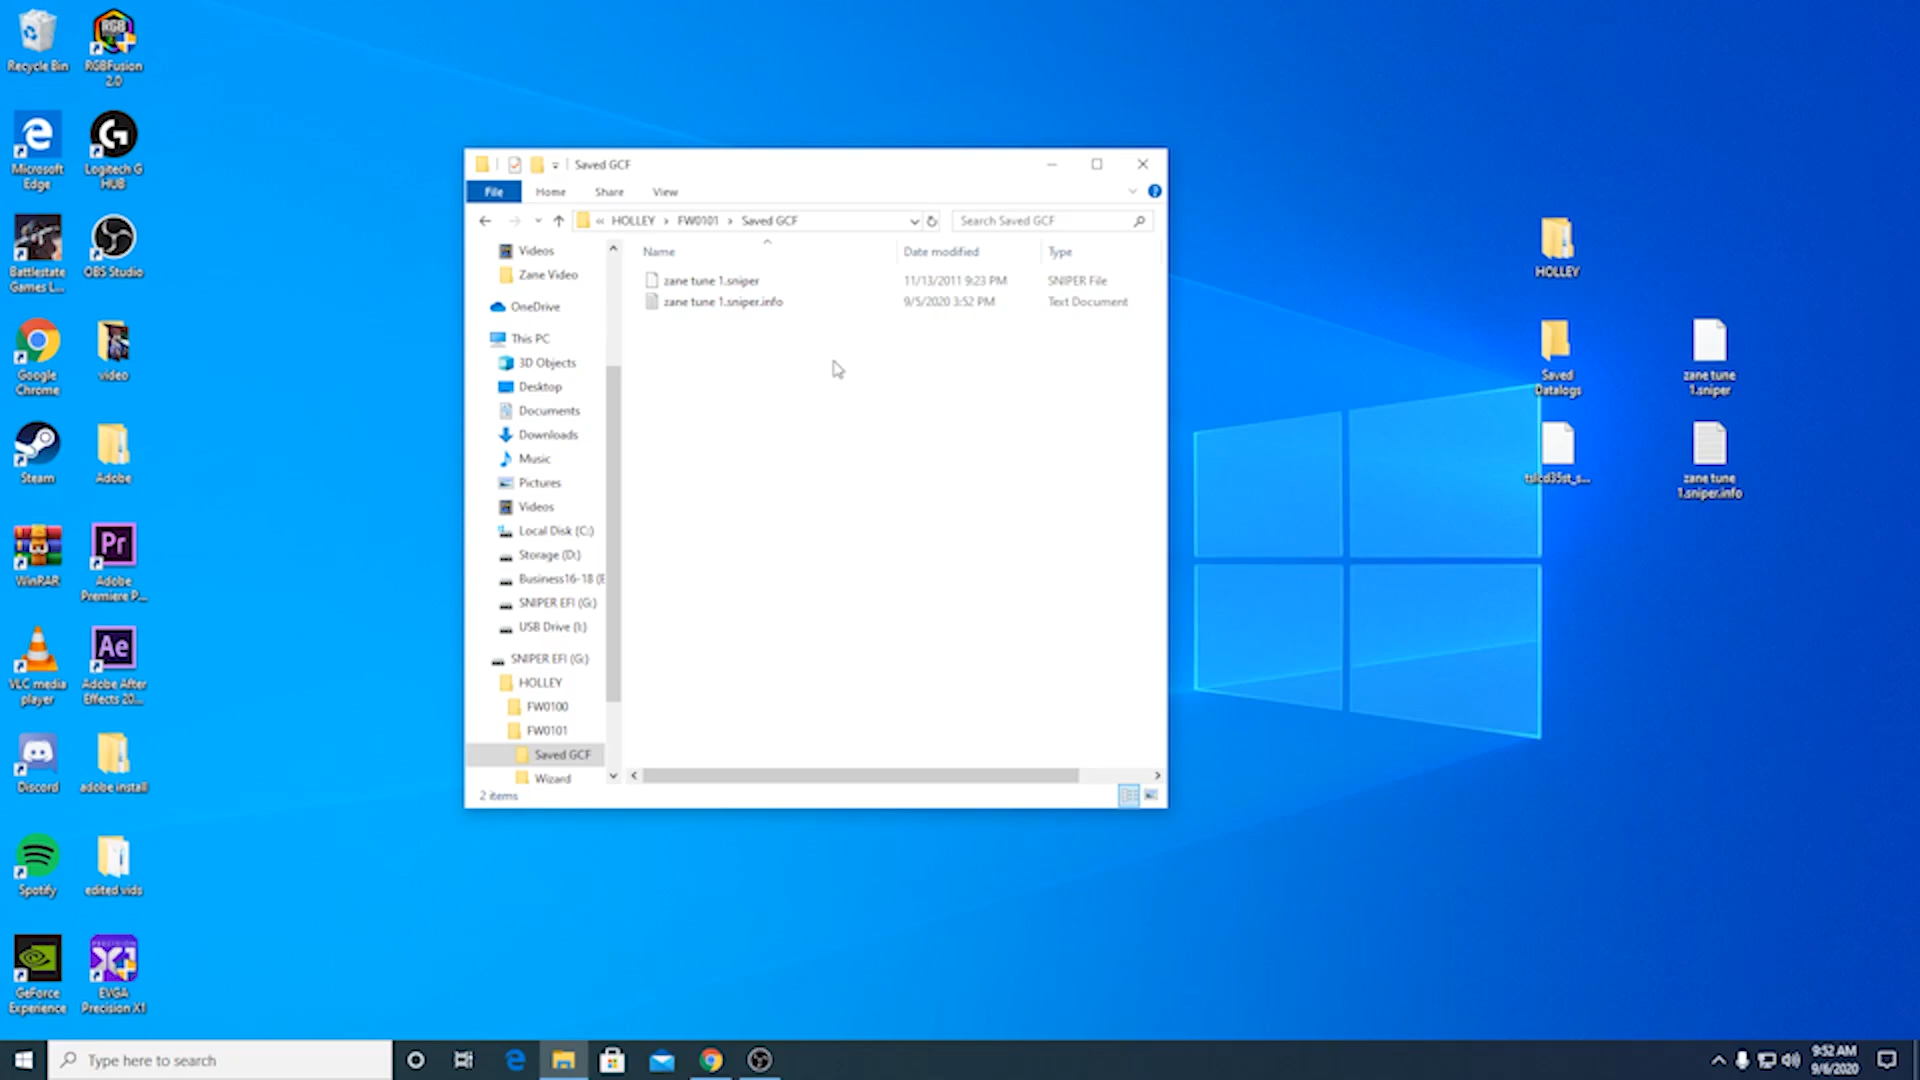 Recycle Bin
RGBFusion
2.0
Microsoft
Edge
Logitech G
HUB
Battlestate
Games L...
OBS Studio
Google
Chrome
video
Steam
Adobe
WinRAR
Pr
Adobe
Premiere P...
VLC media
player
Ae
Adobe After
Effects 20...
Discord
adobe install
Spotify
edited vids
GeForce
Experience
EVGA
Precision X1
Saved GCF
File
Home
Share
View
« HOLLEY › FW0101 › Saved GCF
Search Saved GCF
Videos
Zane Video
OneDrive
This PC
3D Objects
Desktop
Documents
Downloads
Music
Pictures
Videos
Local Disk (C:)
Storage (D:)
Business16-18 (E
SNIPER EFI (G:)
USB Drive (I:)
SNIPER EFI (G:)
HOLLEY
FW0100
FW0101
Saved GCF
Wizard
Name Date modified Type
zane tune 1.sniper 11/13/2011 9:23 PM SNIPER File
zane tune 1.sniper.info 9/5/2020 3:52 PM Text Document
2 items
HOLLEY
Saved
Datalogs
zane tune
1.sniper
zane tune
1.sniper.info
Type here to search
9:52 AM
9/6/2020